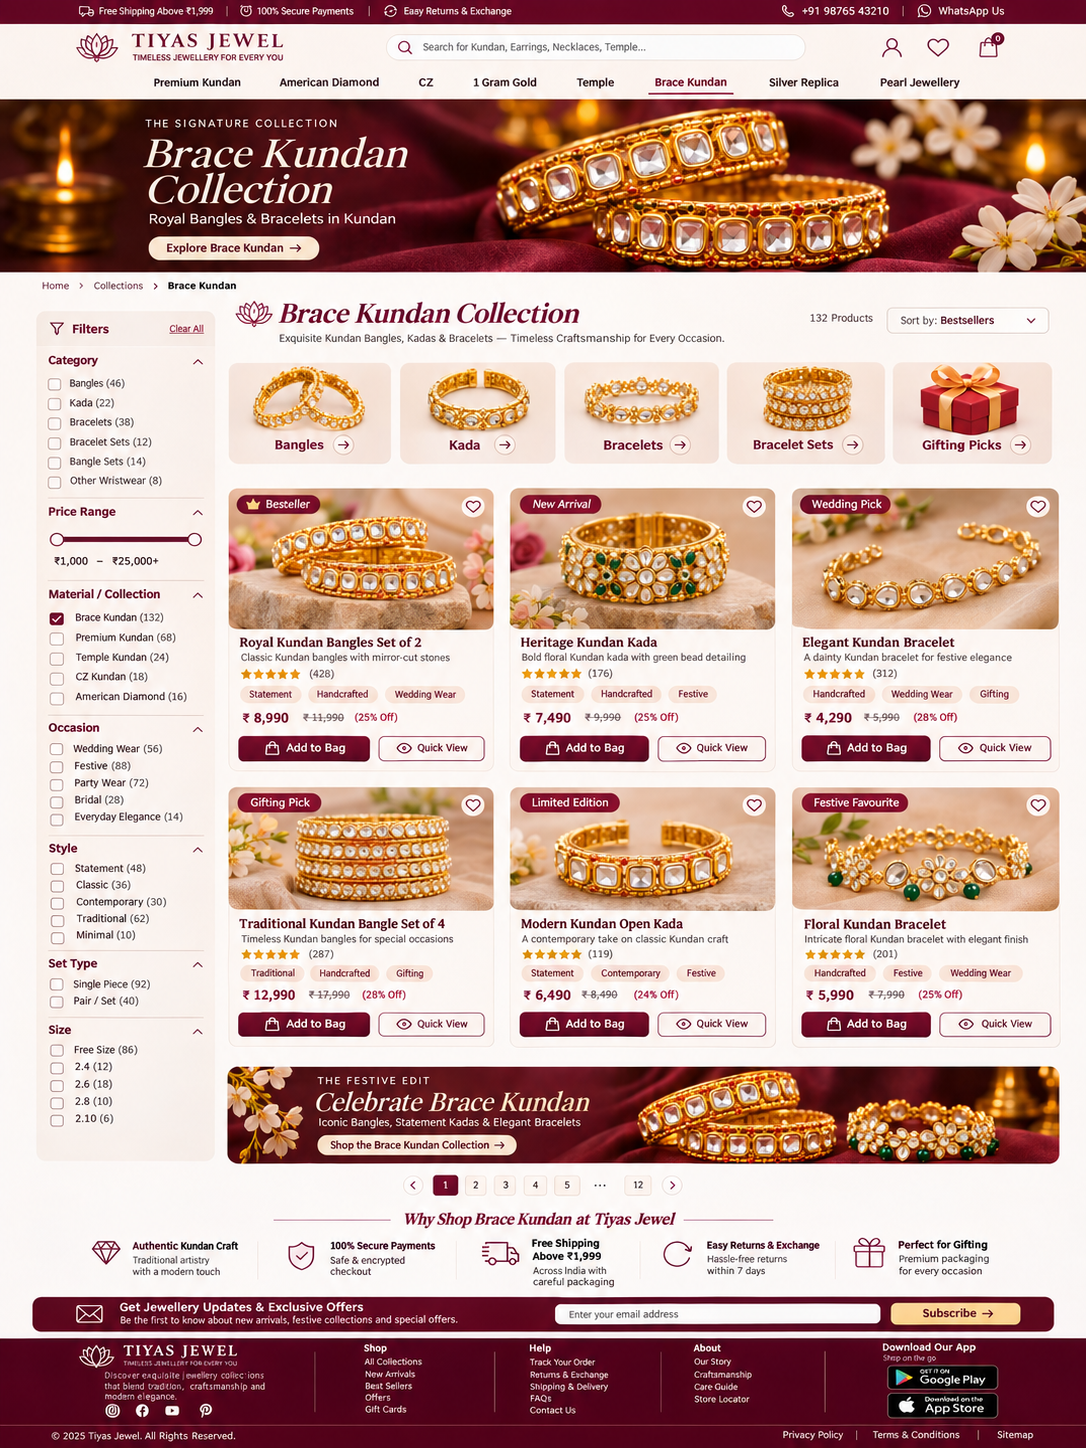 Free Shipping Above ₹1,999 | 100% Secure Payments | Easy Returns & Exchange
+91 98765 43210 | WhatsApp Us
TIYAS JEWEL
TIMELESS JEWELLERY FOR EVERY YOU
Search for Kundan, Earrings, Necklaces, Temple...
0
Premium Kundan American Diamond CZ 1 Gram Gold Temple Brace Kundan Silver Replica Pearl Jewellery
THE SIGNATURE COLLECTION
Brace Kundan
Collection
Royal Bangles & Bracelets in Kundan
Explore Brace Kundan →
Home > Collections > Brace Kundan
Filters Clear All
Category
Bangles (46)
Kada (22)
Bracelets (38)
Bracelet Sets (12)
Bangle Sets (14)
Other Wristwear (8)
Price Range
₹1,000 – ₹25,000+
Material / Collection
Brace Kundan (132)
Premium Kundan (68)
Temple Kundan (24)
CZ Kundan (18)
American Diamond (16)
Occasion
Wedding Wear (56)
Festive (88)
Party Wear (72)
Bridal (28)
Everyday Elegance (14)
Style
Statement (48)
Classic (36)
Contemporary (30)
Traditional (62)
Minimal (10)
Set Type
Single Piece (92)
Pair / Set (40)
Size
Free Size (86)
2.4 (12)
2.6 (18)
2.8 (10)
2.10 (6)
Brace Kundan Collection
Exquisite Kundan Bangles, Kadas & Bracelets — Timeless Craftsmanship for Every Occasion.
132 Products
Sort by: Bestsellers
Bangles →
Kada →
Bracelets →
Bracelet Sets →
Gifting Picks →
Besteller
Royal Kundan Bangles Set of 2
Classic Kundan bangles with mirror-cut stones
★★★★★ (428)
Statement Handcrafted Wedding Wear
₹ 8,990 ₹ 11,990 (25% Off)
Add to Bag Quick View
New Arrival
Heritage Kundan Kada
Bold floral Kundan kada with green bead detailing
★★★★★ (176)
Statement Handcrafted Festive
₹ 7,490 ₹ 9,990 (25% Off)
Add to Bag Quick View
Wedding Pick
Elegant Kundan Bracelet
A dainty Kundan bracelet for festive elegance
★★★★★ (312)
Handcrafted Wedding Wear Gifting
₹ 4,290 ₹ 5,990 (28% Off)
Add to Bag Quick View
Gifting Pick
Traditional Kundan Bangle Set of 4
Timeless Kundan bangles for special occasions
★★★★★ (287)
Traditional Handcrafted Gifting
₹ 12,990 ₹ 17,990 (28% Off)
Add to Bag Quick View
Limited Edition
Modern Kundan Open Kada
A contemporary take on classic Kundan craft
★★★★★ (119)
Statement Contemporary Festive
₹ 6,490 ₹ 8,490 (24% Off)
Add to Bag Quick View
Festive Favourite
Floral Kundan Bracelet
Intricate floral Kundan bracelet with elegant finish
★★★★★ (201)
Handcrafted Festive Wedding Wear
₹ 5,990 ₹ 7,990 (25% Off)
Add to Bag Quick View
THE FESTIVE EDIT
Celebrate Brace Kundan
Iconic Bangles, Statement Kadas & Elegant Bracelets
Shop the Brace Kundan Collection →
< 1 2 3 4 5 ... 12 >
Why Shop Brace Kundan at Tiyas Jewel
Authentic Kundan Craft
Traditional artistry
with a modern touch
100% Secure Payments
Safe & encrypted
checkout
Free Shipping
Above ₹1,999
Across India with
careful packaging
Easy Returns & Exchange
Hassle-free returns
within 7 days
Perfect for Gifting
Premium packaging
for every occasion
Get Jewellery Updates & Exclusive Offers
Be the first to know about new arrivals, festive collections and special offers.
Enter your email address
Subscribe →
TIYAS JEWEL
TIMELESS JEWELLERY FOR EVERY YOU
Discover exquisite jewellery collections
that blend tradition, craftsmanship and
modern elegance.
Shop
All Collections
New Arrivals
Best Sellers
Offers
Gift Cards
Help
Track Your Order
Returns & Exchange
Shipping & Delivery
FAQs
Contact Us
About
Our Story
Craftsmanship
Care Guide
Store Locator
Download Our App
Shop on the go
GET IT ON
Google Play
Download on the
App Store
© 2025 Tiyas Jewel. All Rights Reserved.
Privacy Policy | Terms & Conditions | Sitemap